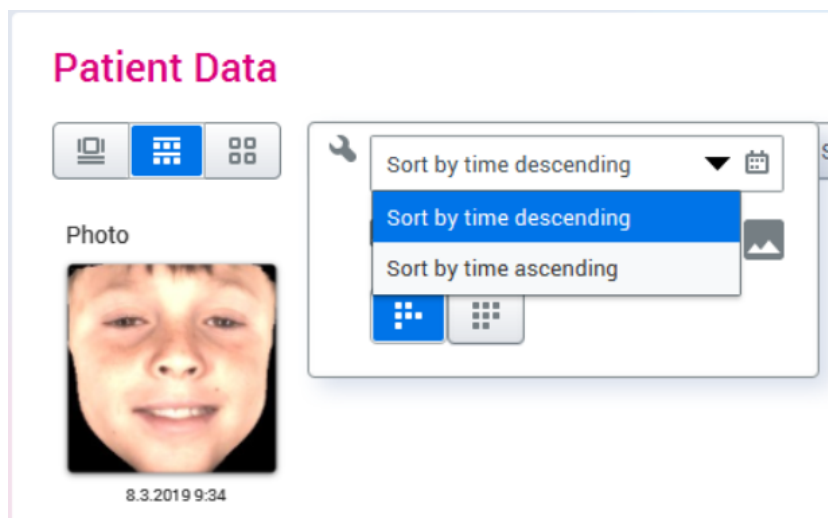 Patient Data
Sort by time descending
Sort by time descending
Sort by time ascending
Photo
8.3.2019 9:34